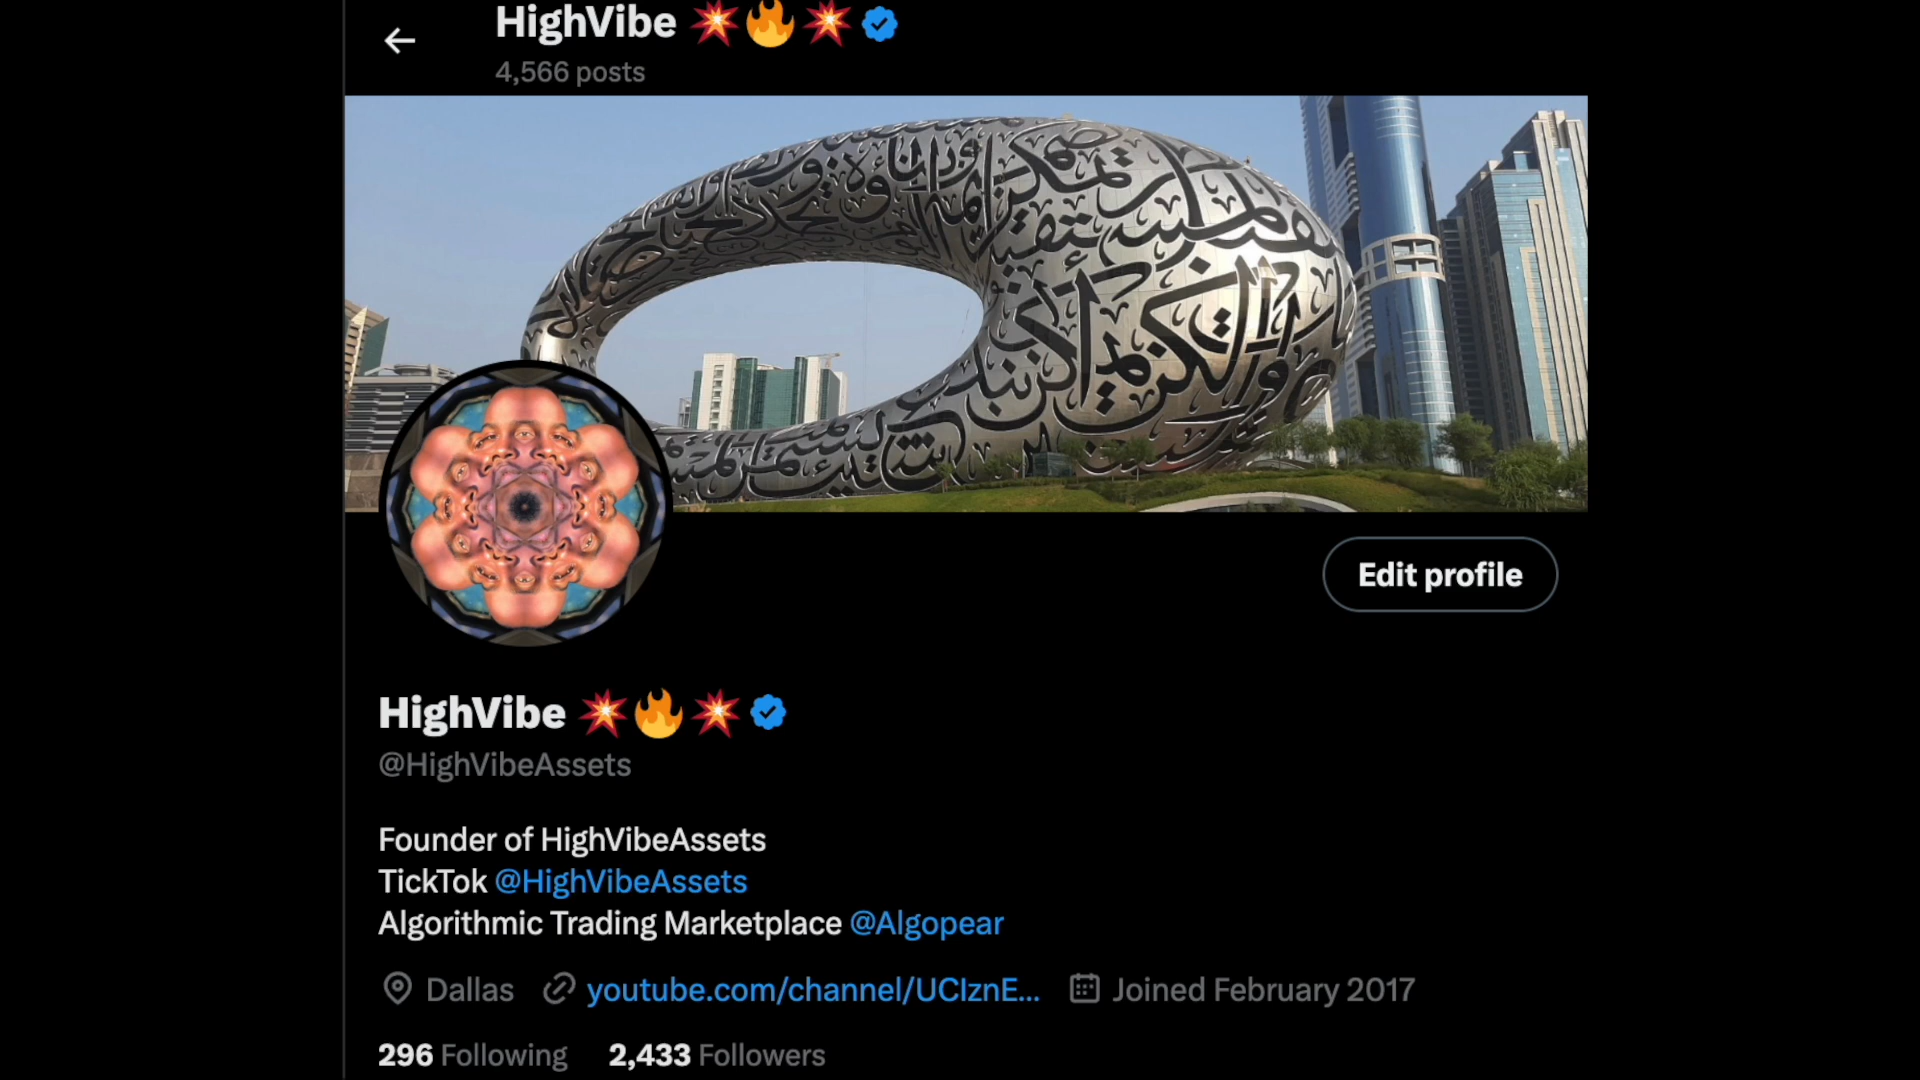 HighVibe 💥🔥💥
4,566 posts
Edit profile
HighVibe 💥🔥💥
@HighVibeAssets
Founder of HighVibeAssets
TickTok @HighVibeAssets
Algorithmic Trading Marketplace @Algopear
Dallas youtube.com/channel/UCIznE... Joined February 2017
296 Following 2,433 Followers